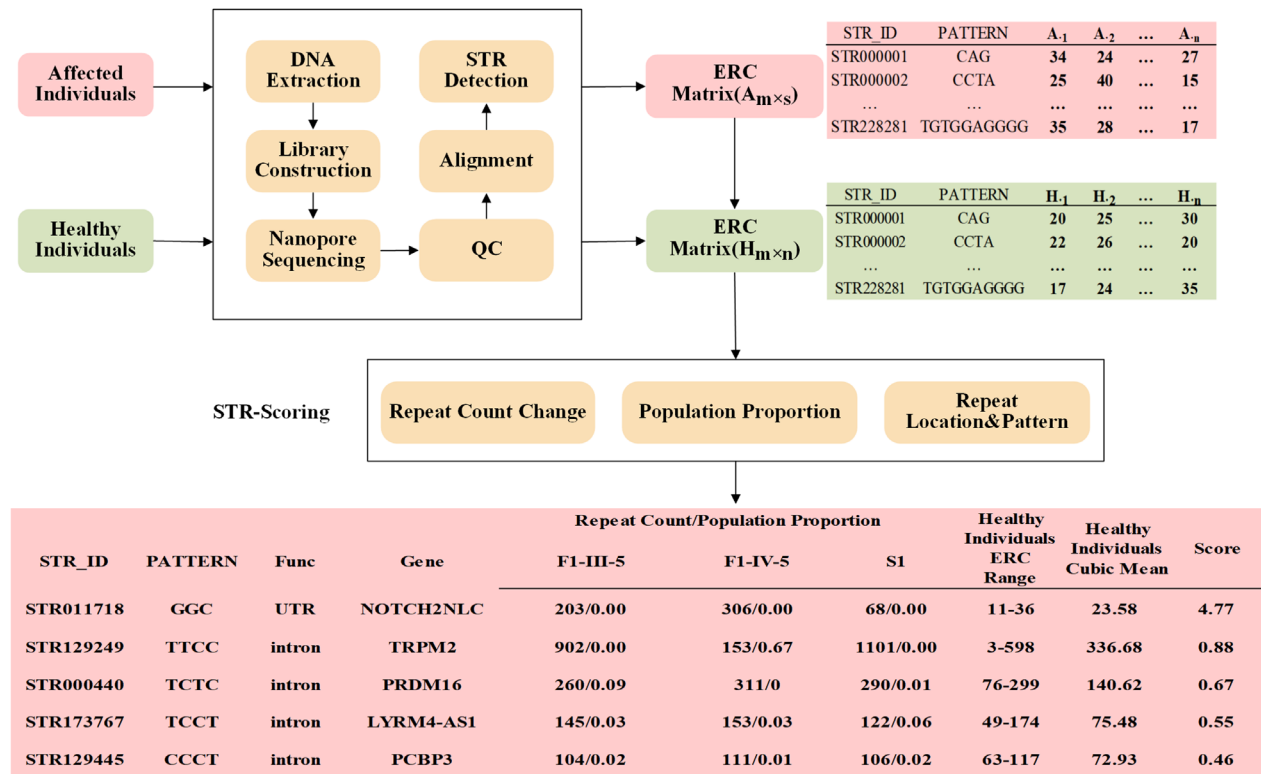 Affected
Individuals
Healthy
Individuals
DNA
Extraction
Library
Construction
Nanopore
Sequencing
STR
Detection
Alignment
QC
ERC
Matrix(Am×s)
ERC
Matrix(Hm×n)
STR_ID PATTERN A·1 A·2 ... A·n
STR000001 CAG 34 24 ... 27
STR000002 CCTA 25 40 ... 15
... ... ... ... ... ...
STR228281 TGTGGAGGGG 35 28 ... 17
STR_ID PATTERN H·1 H·2 ... H·n
STR000001 CAG 20 25 ... 30
STR000002 CCTA 22 26 ... 20
... ... ... ... ... ...
STR228281 TGTGGAGGGG 17 24 ... 35
STR-Scoring
Repeat Count Change
Population Proportion
Repeat
Location&Pattern
STR_ID PATTERN Func Gene
Repeat Count/Population Proportion
F1-III-5 F1-IV-5 S1
Healthy
Individuals
ERC
Range
Healthy
Individuals
Cubic Mean
Score
STR011718 GGC UTR NOTCH2NLC 203/0.00 306/0.00 68/0.00 11-36 23.58 4.77
STR129249 TTCC intron TRPM2 902/0.00 153/0.67 1101/0.00 3-598 336.68 0.88
STR000440 TCTC intron PRDM16 260/0.09 311/0 290/0.01 76-299 140.62 0.67
STR173767 TCCT intron LYRM4-AS1 145/0.03 153/0.03 122/0.06 49-174 75.48 0.55
STR129445 CCCT intron PCBP3 104/0.02 111/0.01 106/0.02 63-117 72.93 0.46